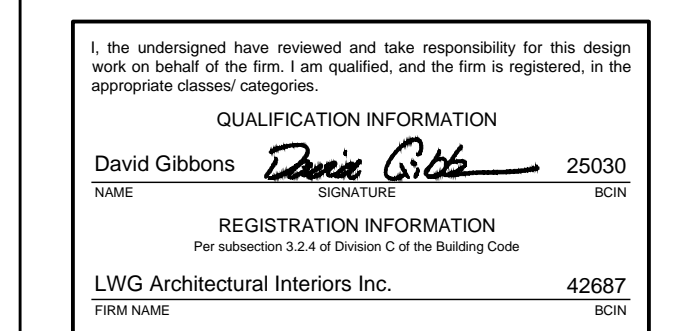 I, the undersigned have reviewed and take responsibility for this design
work on behalf of the firm. I am qualified, and the firm is registered, in the
appropriate classes/ categories.
QUALIFICATION INFORMATION
David Gibbons David Gibb 25030
NAME SIGNATURE BCIN
REGISTRATION INFORMATION
Per subsection 3.2.4 of Division C of the Building Code
LWG Architectural Interiors Inc. 42687
FIRM NAME BCIN